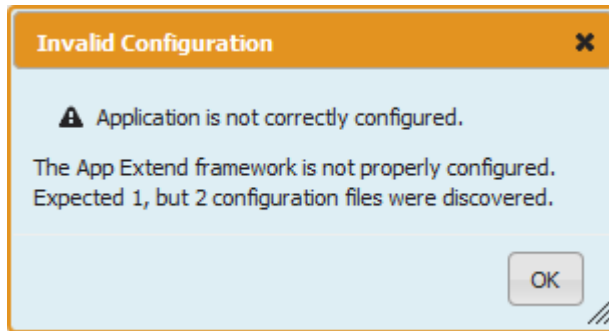 Invalid Configuration
Application is not correctly configured.
The App Extend framework is not properly configured.
Expected 1, but 2 configuration files were discovered.
OK